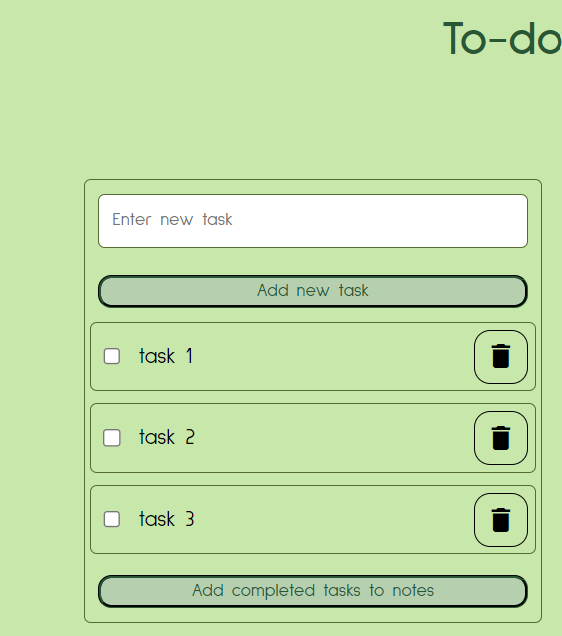 To-do
Enter new task
Add new task
task 1
task 2
task 3
Add completed tasks to notes